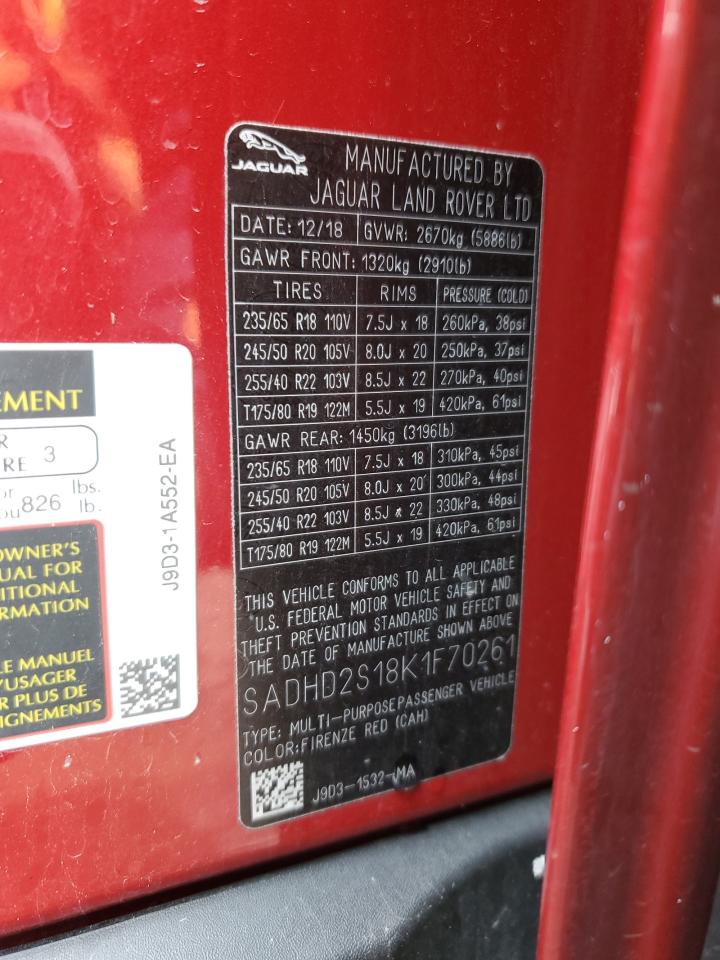 JAGUAR
MANUFACTURED BY
JAGUAR LAND ROVER LTD
DATE: 12/18 GVWR: 2670kg (5886lb)
GAWR FRONT: 1320kg (2910lb)
TIRES RIMS PRESSURE (COLD)
235/65 R18 110V 7.5J x 18 260kPa, 38psi
245/50 R20 105V 8.0J x 20 250kPa, 37psi
255/40 R22 103V 8.5J x 22 270kPa, 40psi
T175/80 R19 122M 5.5J x 19 420kPa, 61psi
GAWR REAR: 1450kg (3196lb)
235/65 R18 110V 7.5J x 18 310kPa, 45psi
245/50 R20 105V 8.0J x 20 300kPa, 44psi
255/40 R22 103V 8.5J x 22 330kPa, 48psi
T175/80 R19 122M 5.5J x 19 420kPa, 61psi
THIS VEHICLE CONFORMS TO ALL APPLICABLE
U.S. FEDERAL MOTOR VEHICLE SAFETY AND
THEFT PREVENTION STANDARDS IN EFFECT ON
THE DATE OF MANUFACTURE SHOWN ABOVE
SADHD2S18K1F70261
TYPE: MULTI-PURPOSE PASSENGER VEHICLE
COLOR: FIRENZE RED (CAH)
J9D3-1532-MA
EMENT
R
RE 3
or
ou 826 lbs.
lb.
OWNER'S
UAL FOR
ITIONAL
ORMATION
LE MANUEL
'USAGER
R PLUS DE
IGNEMENTS
J9D3-1A552-EA